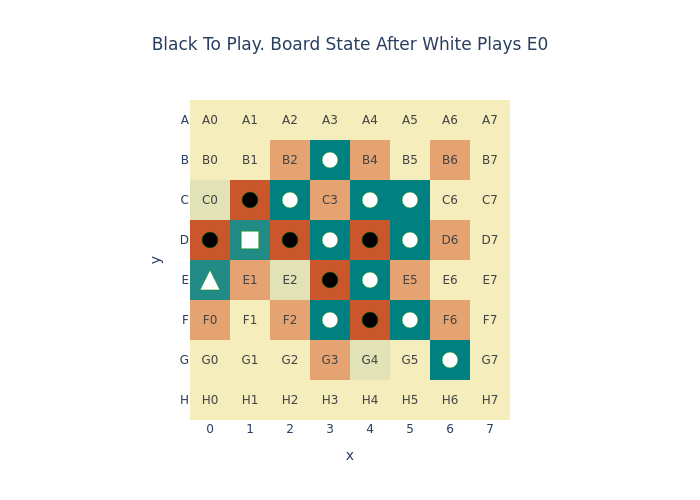 Black To Play. Board State After White Plays E0
A A0 A1 A2 A3 A4 A5 A6 A7
B B0 B1 B2 B4 B5 B6 B7
C C0 C3 C6 C7
D D6 D7
E E1 E2 E5 E6 E7
F F0 F1 F2 F6 F7
G G0 G1 G2 G3 G4 G5 G7
H H0 H1 H2 H3 H4 H5 H6 H7
0 1 2 3 4 5 6 7
x
y